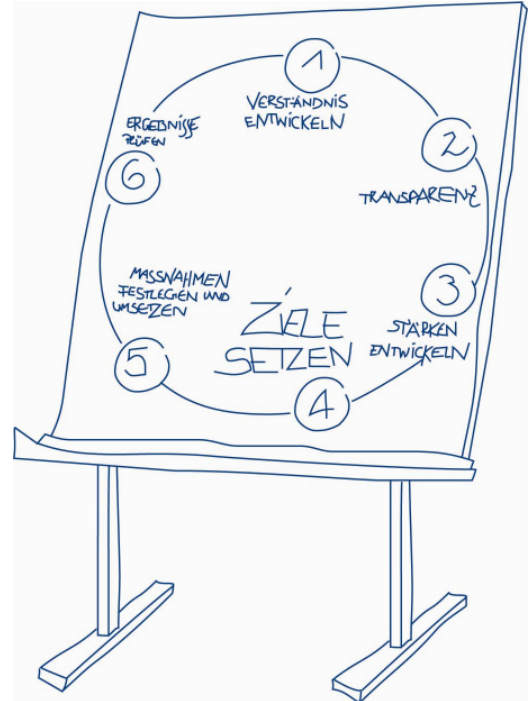 1
VERSTÄNDNIS
ENTWICKELN
2
TRANSPARENZ
3
STÄRKEN
ENTWICKELN
ZIELE
SETZEN
4
5
MASSNAHMEN
FESTLEGEN UND
UMSETZEN
6
ERGEBNISSE
PRÜFEN